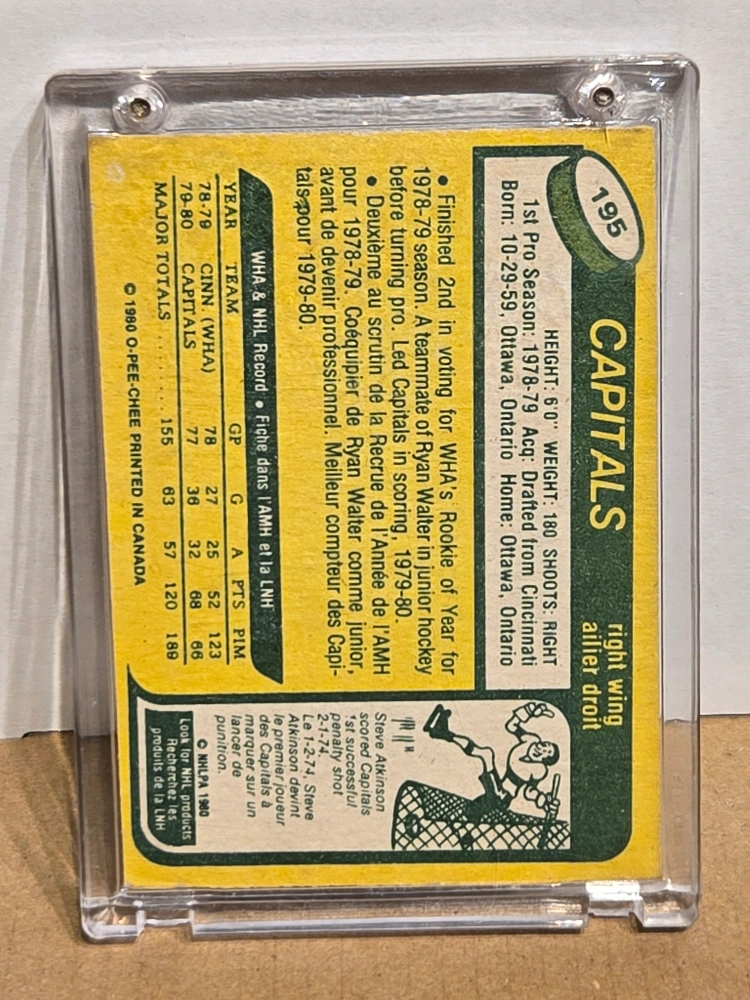 195
CAPITALS
right wing
ailier droit
HEIGHT: 6'0" WEIGHT: 180 SHOOTS: RIGHT
1st Pro Season: 1978-79 Acq: Drafted from Cincinnati
Born: 10-29-59, Ottawa, Ontario Home: Ottawa, Ontario
• Finished 2nd in voting for WHA's Rookie of Year for
1978-79 season. A teammate of Ryan Walter in junior hockey
before turning pro. Led Capitals in scoring, 1979-80.
• Deuxième au scrutin de la Recrue de l'Année de l'AMH
pour 1978-79. Coéquipier de Ryan Walter comme junior,
avant de devenir professionnel. Meilleur compteur des Capi-
tals pour 1979-80.
WHA & NHL Record • Fiche dans l'AMH et la LNH
YEAR TEAM GP G A PTS PIM
78-79 CINN (WHA) 78 27 25 52 123
79-80 CAPITALS 77 36 32 68 66
MAJOR TOTALS ........ 155 63 57 120 189
© 1980 O-PEE-CHEE PRINTED IN CANADA
Steve Atkinson
scored Capitals
1st successful
penalty shot
2-1-74.
Le 1-2-74, Steve
Atkinson devint
le premier joueur
des Capitals à
marquer sur un
lancer de
punition.
© NHLPA 1980
Look for NHL products
Recherchez les
produits de la LNH